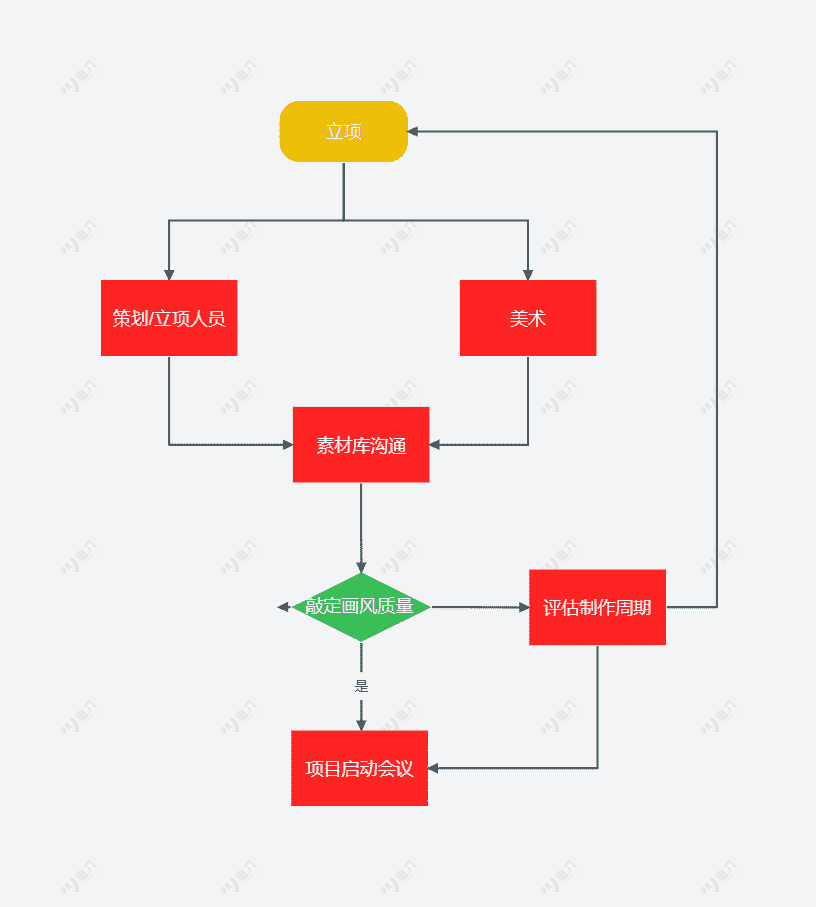 立项
策划/立项人员
美术
素材库沟通
敲定画风质量
评估制作周期
是
项目启动会议